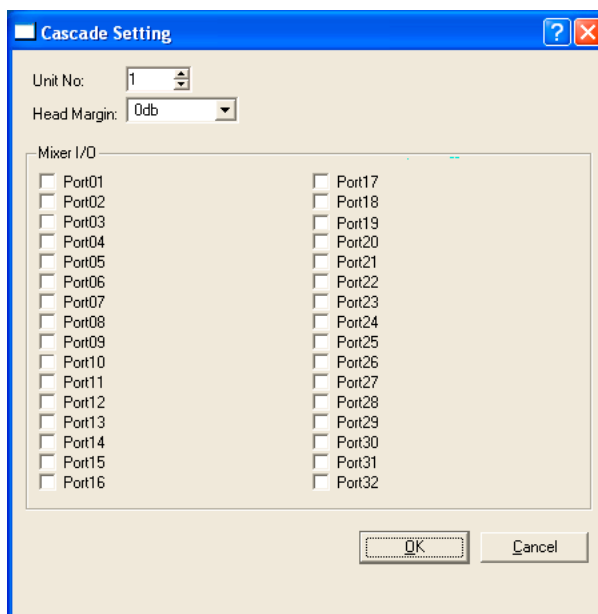 Cascade Setting
Unit No: 1
Head Margin: 0db
Mixer I/O
Port01
Port02
Port03
Port04
Port05
Port06
Port07
Port08
Port09
Port10
Port11
Port12
Port13
Port14
Port15
Port16
Port17
Port18
Port19
Port20
Port21
Port22
Port23
Port24
Port25
Port26
Port27
Port28
Port29
Port30
Port31
Port32
OK
Cancel